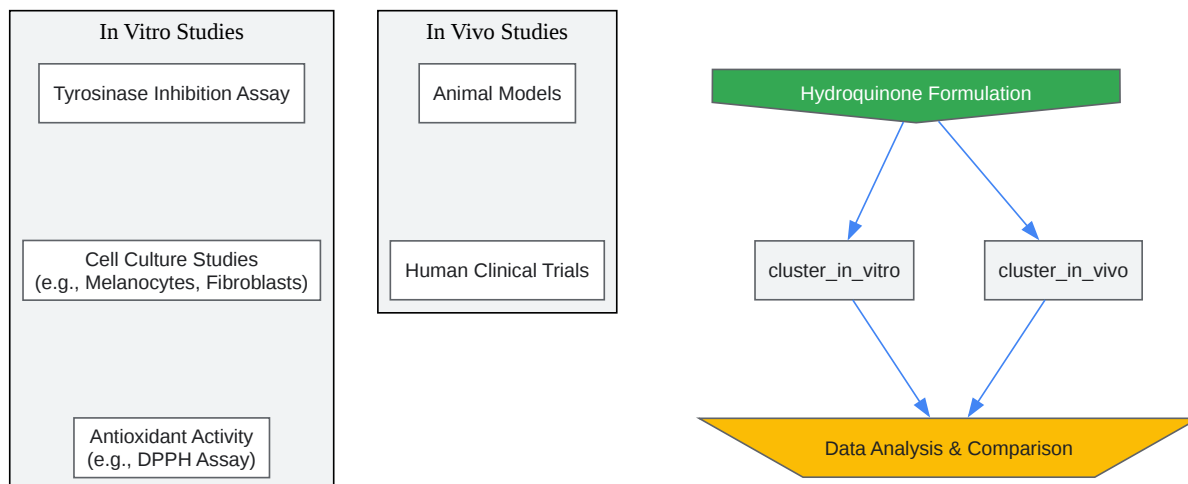 In Vitro Studies
Tyrosinase Inhibition Assay
Cell Culture Studies
(e.g., Melanocytes, Fibroblasts)
Antioxidant Activity
(e.g., DPPH Assay)
In Vivo Studies
Animal Models
Human Clinical Trials
Hydroquinone Formulation
cluster_in_vitro
cluster_in_vivo
Data Analysis & Comparison